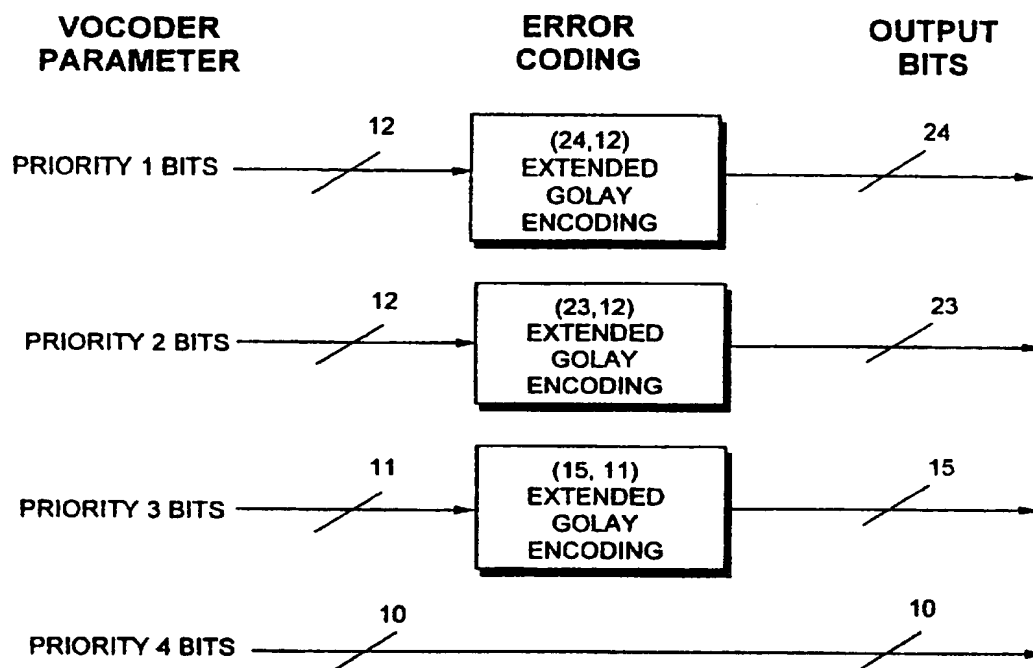 VOCODER
PARAMETER
ERROR
CODING
OUTPUT
BITS
PRIORITY 1 BITS
12
(24,12)
EXTENDED
GOLAY
ENCODING
24
PRIORITY 2 BITS
12
(23,12)
EXTENDED
GOLAY
ENCODING
23
PRIORITY 3 BITS
11
(15, 11)
EXTENDED
GOLAY
ENCODING
15
PRIORITY 4 BITS
10
10